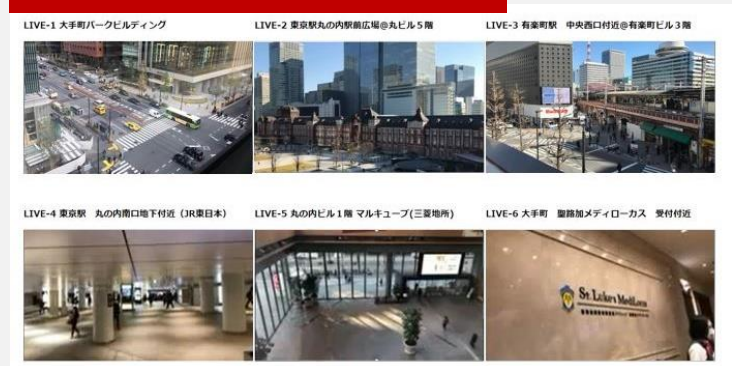 LIVE-1 大手町パークビルディング
LIVE-2 東京駅丸の内駅前広場@丸ビル５階
LIVE-3 有楽町駅　中央西口付近@有楽町ビル３階
LIVE-4 東京駅　丸の内南口地下付近（JR東日本）
LIVE-5 丸の内ビル１階 マルキューブ(三菱地所)
LIVE-6 大手町　聖路加メディローカス　受付付近
St. Luke's MediLocus